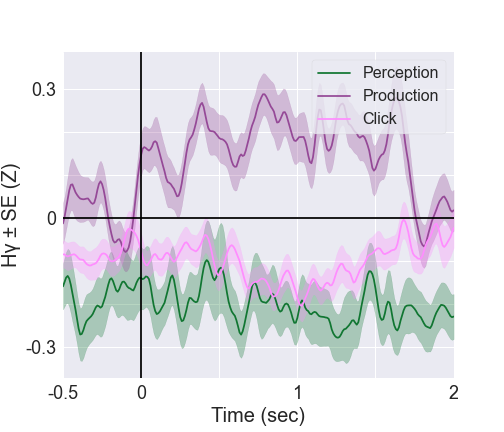 Perception
Production
Click
Hγ ± SE (Z)
0.3
0
-0.3
-0.5 0 1 2
Time (sec)